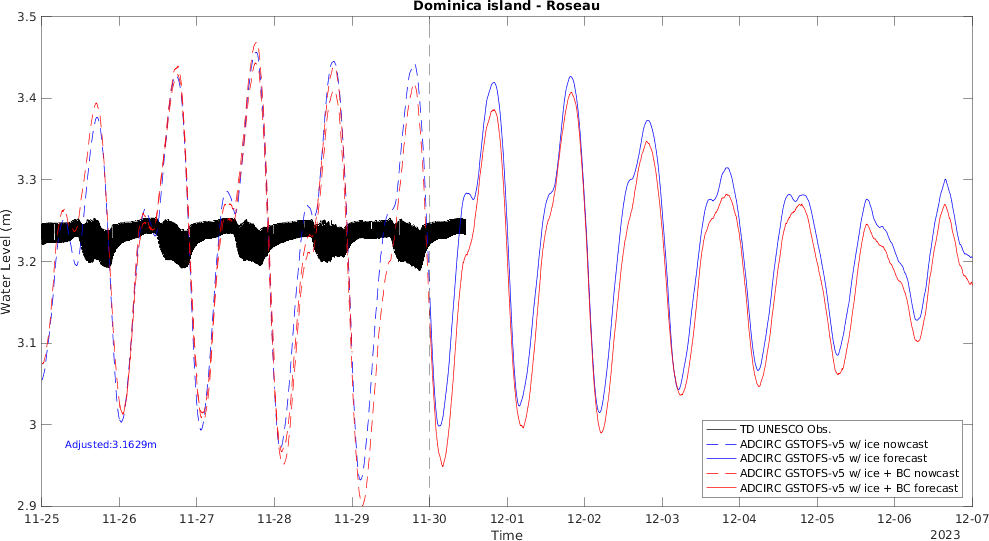 Dominica island - Roseau
3.5
3.4
3.3
3.2
3.1
3
2.9
Water Level (m)
Adjusted:3.1629m
TD UNESCO Obs.
ADCIRC GSTOFS-v5 w/ ice nowcast
ADCIRC GSTOFS-v5 w/ ice forecast
ADCIRC GSTOFS-v5 w/ ice + BC nowcast
ADCIRC GSTOFS-v5 w/ ice + BC forecast
11-25 11-26 11-27 11-28 11-29 11-30 12-01 12-02 12-03 12-04 12-05 12-06 12-07
Time
2023